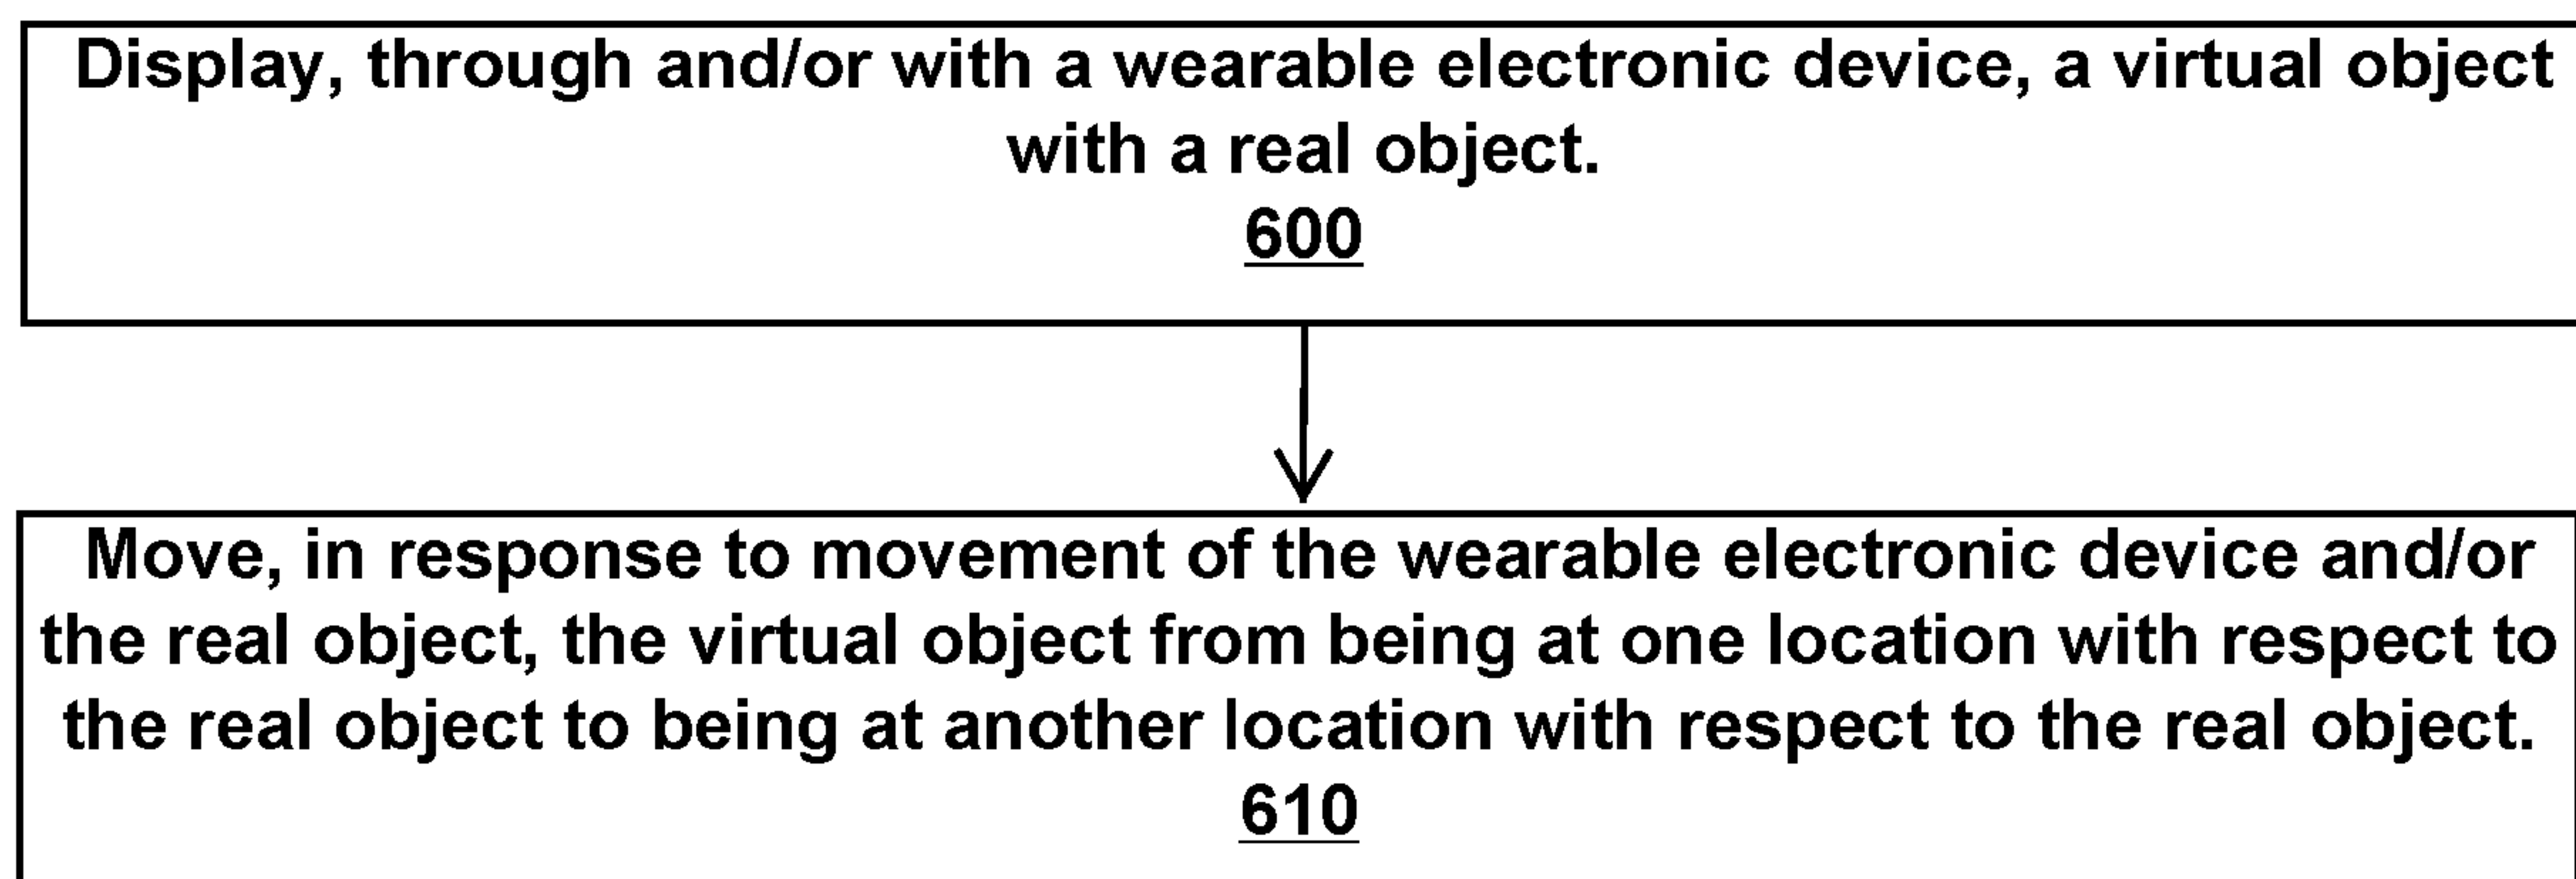 Display, through and/or with a wearable electronic device, a virtual object
with a real object.
600
Move, in response to movement of the wearable electronic device and/or
the real object, the virtual object from being at one location with respect to
the real object to being at another location with respect to the real object.
610